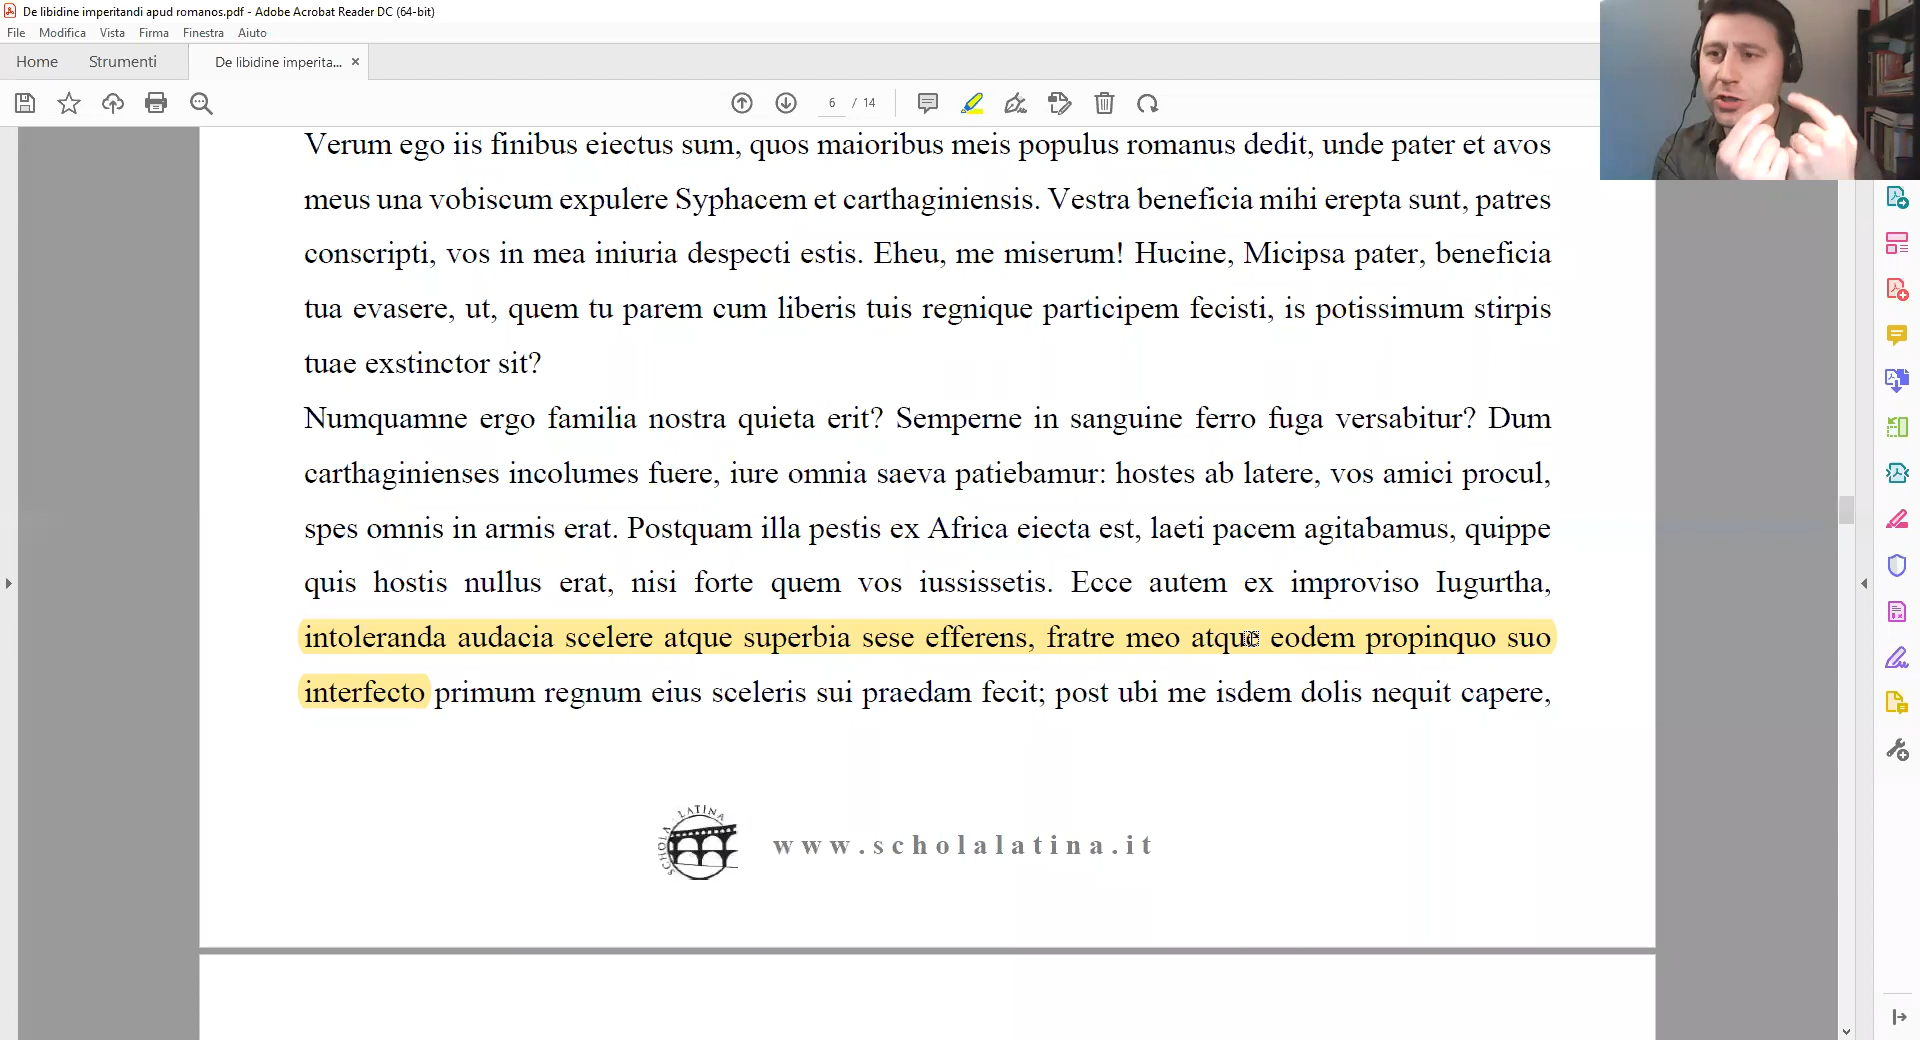 De libidine imperitandi apud romanos.pdf - Adobe Acrobat Reader DC (64-bit)
File Modifica Vista Firma Finestra Aiuto
Home Strumenti De libidine imperita... ×
6 / 14
Verum ego iis finibus eiectus sum, quos maioribus meis populus romanus dedit, unde pater et avos
meus una vobiscum expulere Syphacem et carthaginiensis. Vestra beneficia mihi erepta sunt, patres
conscripti, vos in mea iniuria despecti estis. Eheu, me miserum! Hucine, Micipsa pater, beneficia
tua evasere, ut, quem tu parem cum liberis tuis regnique participem fecisti, is potissimum stirpis
tuae exstinctor sit?
Numquamne ergo familia nostra quieta erit? Semperne in sanguine ferro fuga versabitur? Dum
carthaginienses incolumes fuere, iure omnia saeva patiebamur: hostes ab latere, vos amici procul,
spes omnis in armis erat. Postquam illa pestis ex Africa eiecta est, laeti pacem agitabamus, quippe
quis hostis nullus erat, nisi forte quem vos iussissetis. Ecce autem ex improviso Iugurtha,
intoleranda audacia scelere atque superbia sese efferens, fratre meo atque eodem propinquo suo
interfecto primum regnum eius sceleris sui praedam fecit; post ubi me isdem dolis nequit capere,
SCHOLA LATINA
www.scholalatina.it